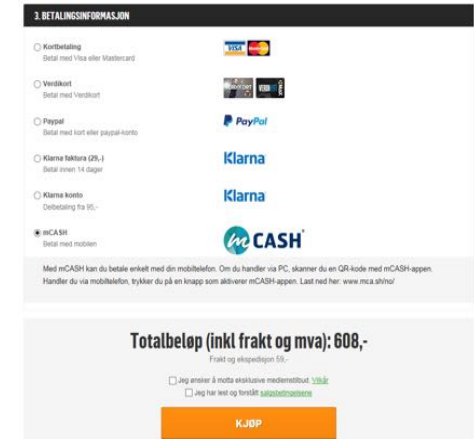 3. BETALINGSINFORMASJON
Kortbetaling
Betal med Visa eller Mastercard
VISA MasterCard
Verdikort
Betal med Verdikort
Paypal
Betal med kort eller paypal-konto
PayPal
Klarna faktura (29,-)
Betal innen 14 dager
Klarna
Klarna konto
Delbetaling fra 95,-
Klarna
mCASH
Betal med mobilen
mCASH
Med mCASH kan du betale enkelt med din mobiltelefon. Om du handler via PC, skanner du en QR-kode med mCASH-appen.
Handler du via mobiltelefon, trykker du på en knapp som aktiverer mCASH-appen. Last ned her: www.mca.sh/no/
Totalbeløp (inkl frakt og mva): 608,-
Frakt og ekspedisjon 59,-
Jeg ønsker å motta eksklusive medlemstilbud. Vilkår
Jeg har lest og forstått salgsbetingelsene
KJØP